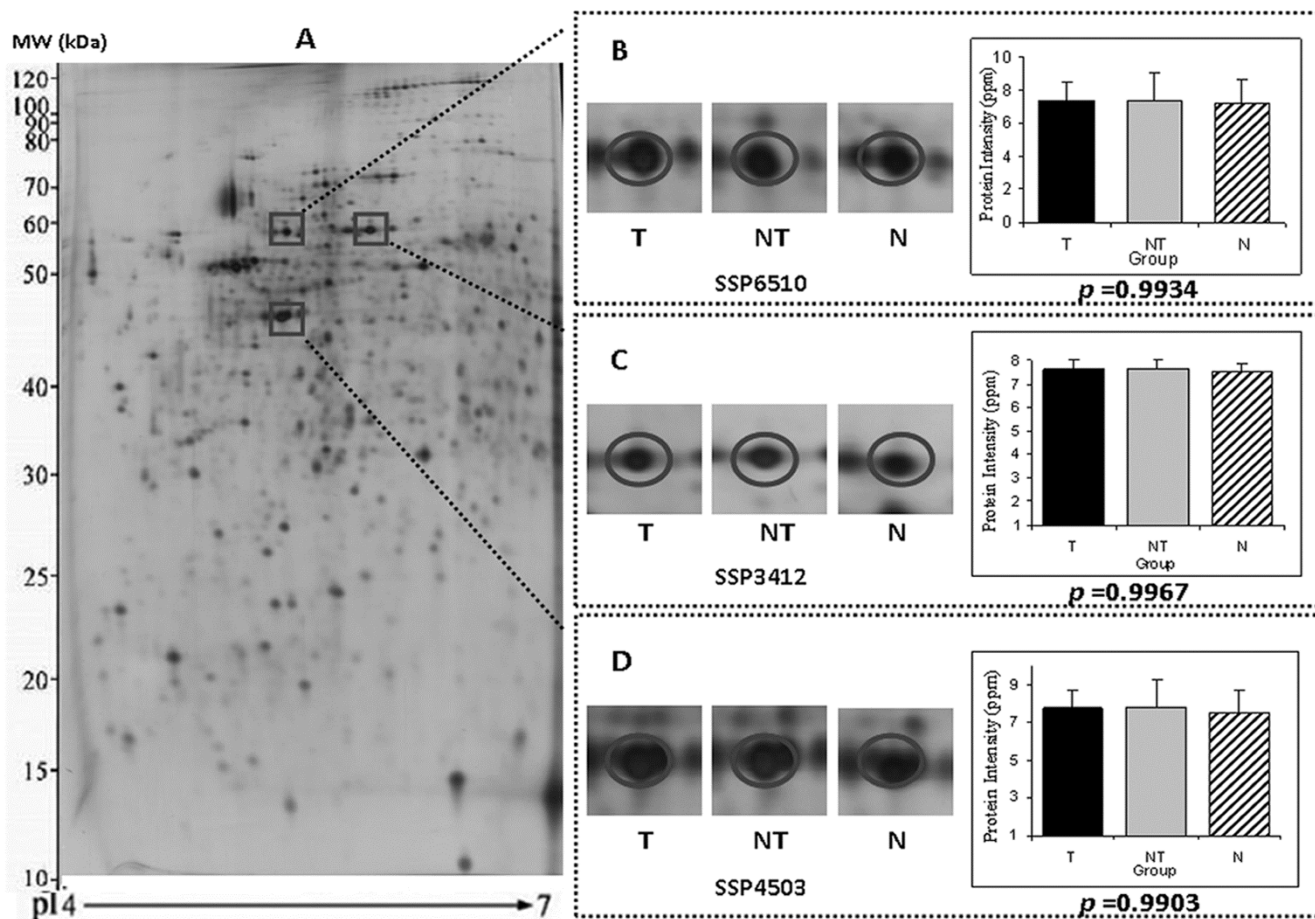 MW (kDa)
A
120
100
90
80
70
60
50
40
30
25
20
15
10
pI 4
7
B
T
NT
N
SSP6510
Protein Intensity (ppm)
10
8
6
4
2
0
T
NT
N
Group
p =0.9934
C
T
NT
N
SSP3412
Protein Intensity (ppm)
8
7
6
5
4
3
2
1
T
NT
N
Group
p =0.9967
D
T
NT
N
SSP4503
Protein Intensity (ppm)
9
7
5
3
1
T
NT
N
Group
p =0.9903